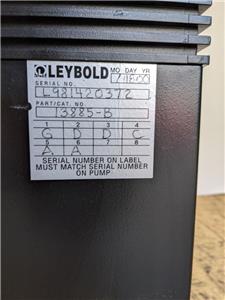 LEYBOLD MO DAY YR
SERIAL NO.
L981420372
PART/CAT. NO.
13885-B
1 2 3 4
G D D C
5 6 7 8
A A
SERIAL NUMBER ON LABEL
MUST MATCH SERIAL NUMBER
ON PUMP